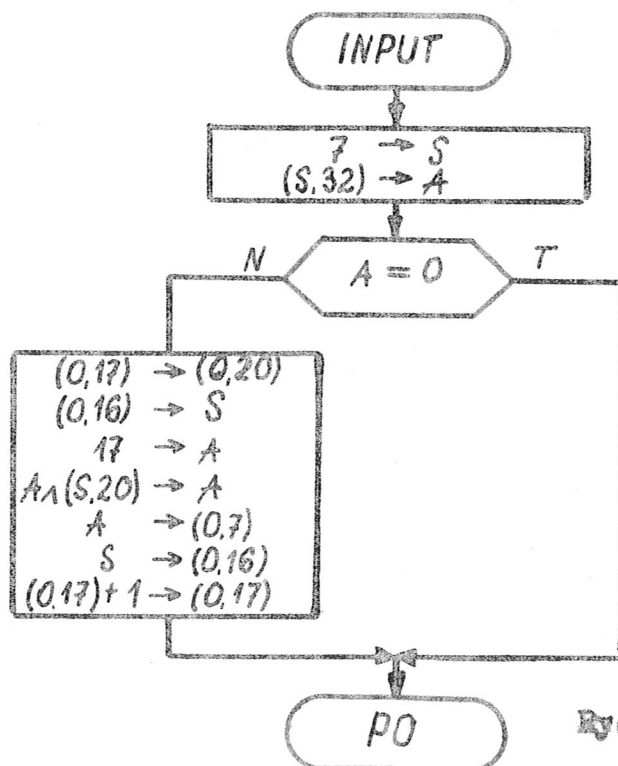 INPUT
7 → S
(S,32) → A
N
A = 0
T
(0,17) → (0,20)
(0,16) → S
17 → A
A∧(S,20) → A
A → (0,7)
S → (0,16)
(0,17)+1 → (0,17)
PO